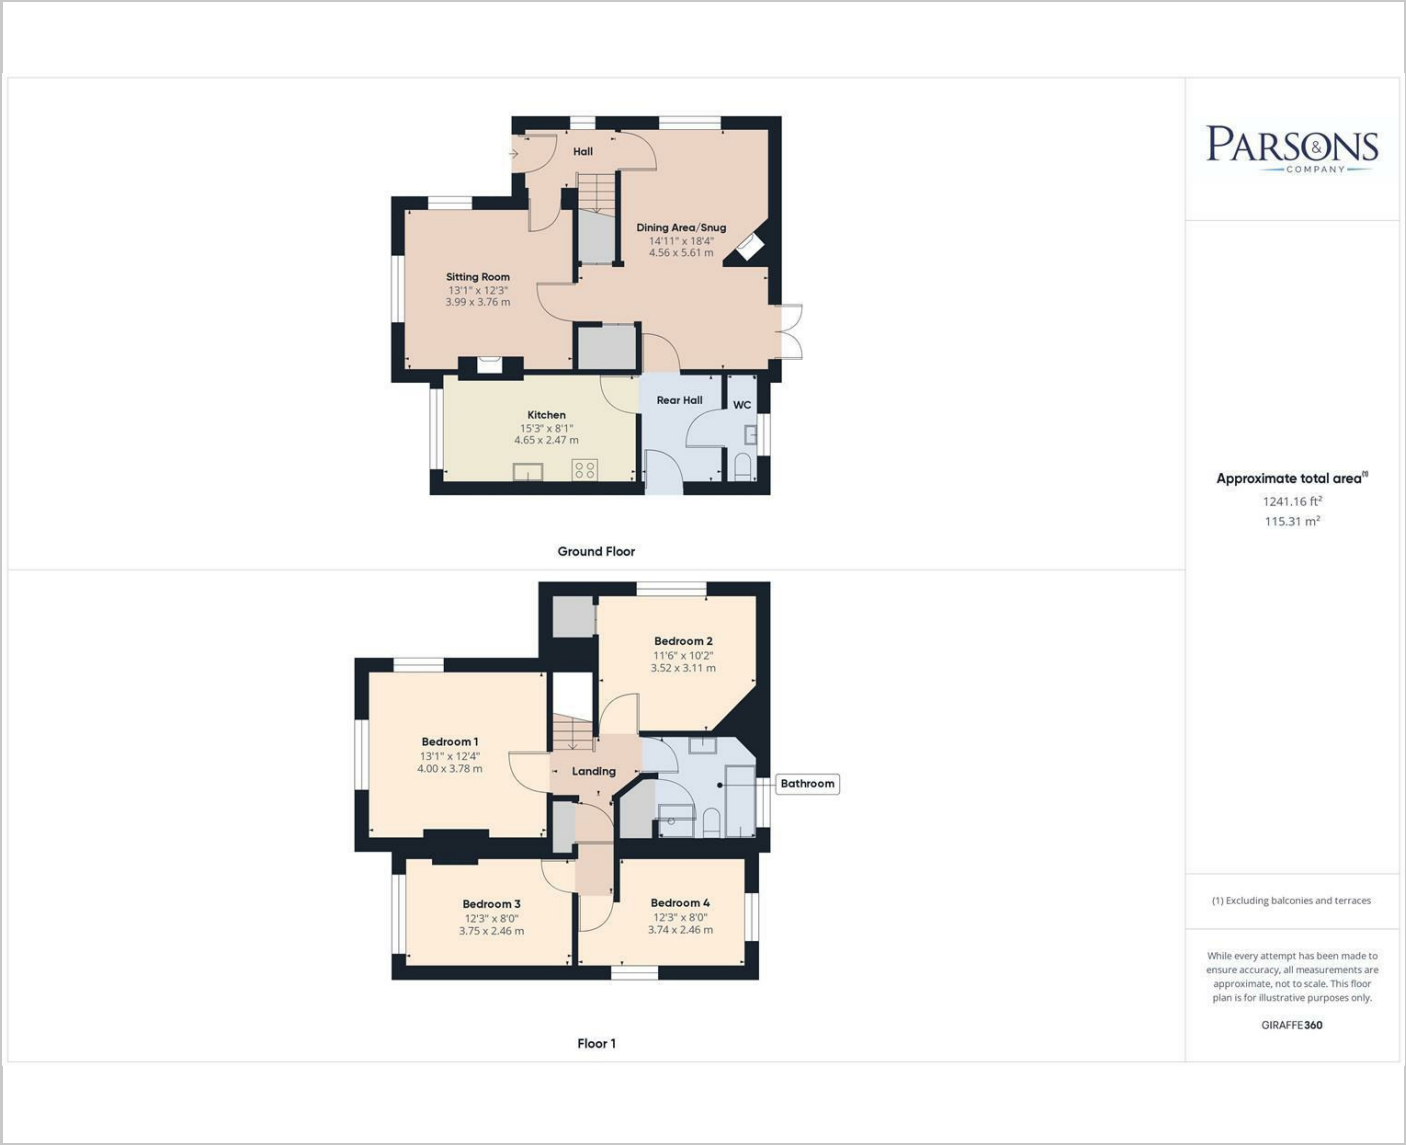 Hall
Dining Area/Snug
14'11" x 18'4"
4.56 x 5.61 m
Sitting Room
13'1" x 12'3"
3.99 x 3.76 m
Kitchen
15'3" x 8'1"
4.65 x 2.47 m
Rear Hall
WC
Ground Floor
Bedroom 2
11'6" x 10'2"
3.52 x 3.11 m
Bedroom 1
13'1" x 12'4"
4.00 x 3.78 m
Landing
Bathroom
Bedroom 3
12'3" x 8'0"
3.75 x 2.46 m
Bedroom 4
12'3" x 8'0"
3.74 x 2.46 m
Floor 1
PARSONS
&
COMPANY
Approximate total area(1)
1241.16 ft²
115.31 m²
(1) Excluding balconies and terraces
While every attempt has been made to
ensure accuracy, all measurements are
approximate, not to scale. This floor
plan is for illustrative purposes only.
GIRAFFE360